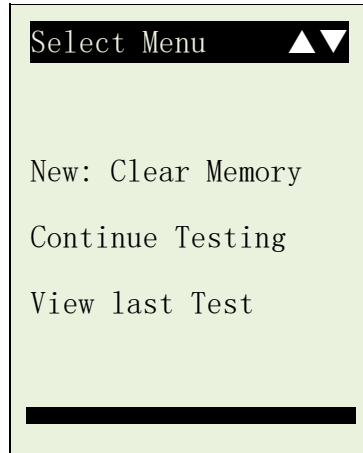 Select Menu ▲▼
New: Clear Memory
Continue Testing
View last Test